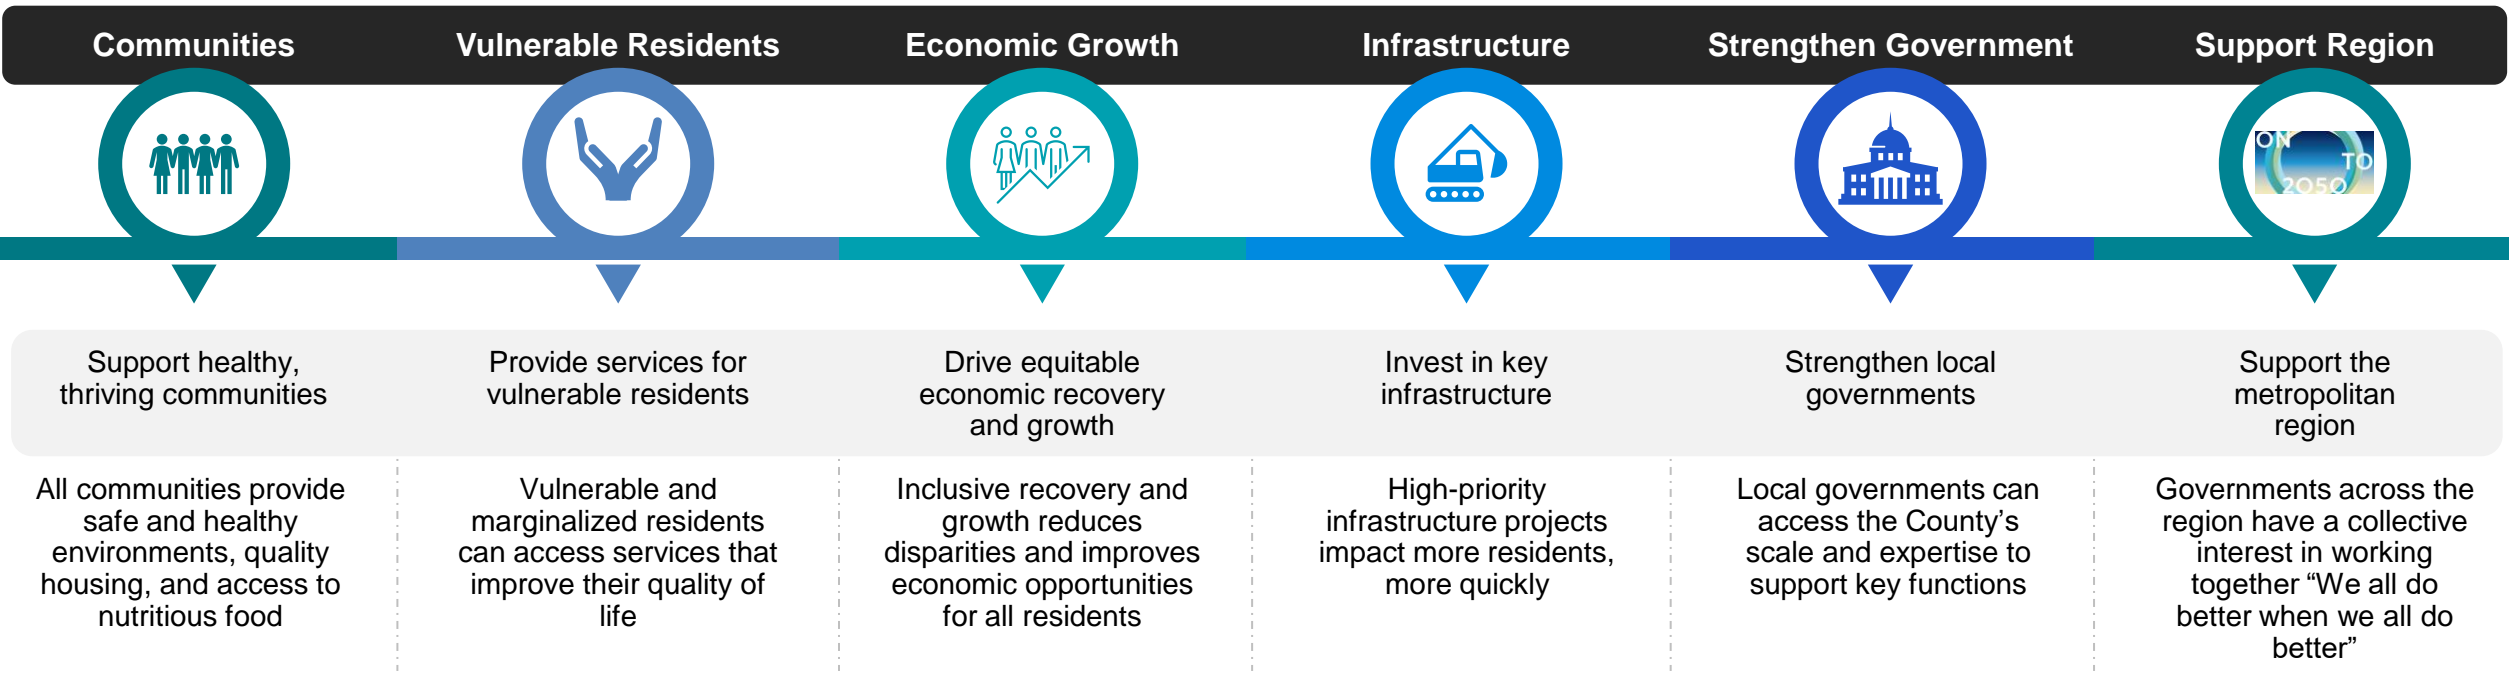 Communities
Vulnerable Residents
Economic Growth
Infrastructure
Strengthen Government
Support Region
ON
TO
2050
Support healthy,
thriving communities
Provide services for
vulnerable residents
Drive equitable
economic recovery
and growth
Invest in key
infrastructure
Strengthen local
governments
Support the
metropolitan
region
All communities provide
safe and healthy
environments, quality
housing, and access to
nutritious food
Vulnerable and
marginalized residents
can access services that
improve their quality of
life
Inclusive recovery and
growth reduces
disparities and improves
economic opportunities
for all residents
High-priority
infrastructure projects
impact more residents,
more quickly
Local governments can
access the County’s
scale and expertise to
support key functions
Governments across the
region have a collective
interest in working
together “We all do
better when we all do
better”